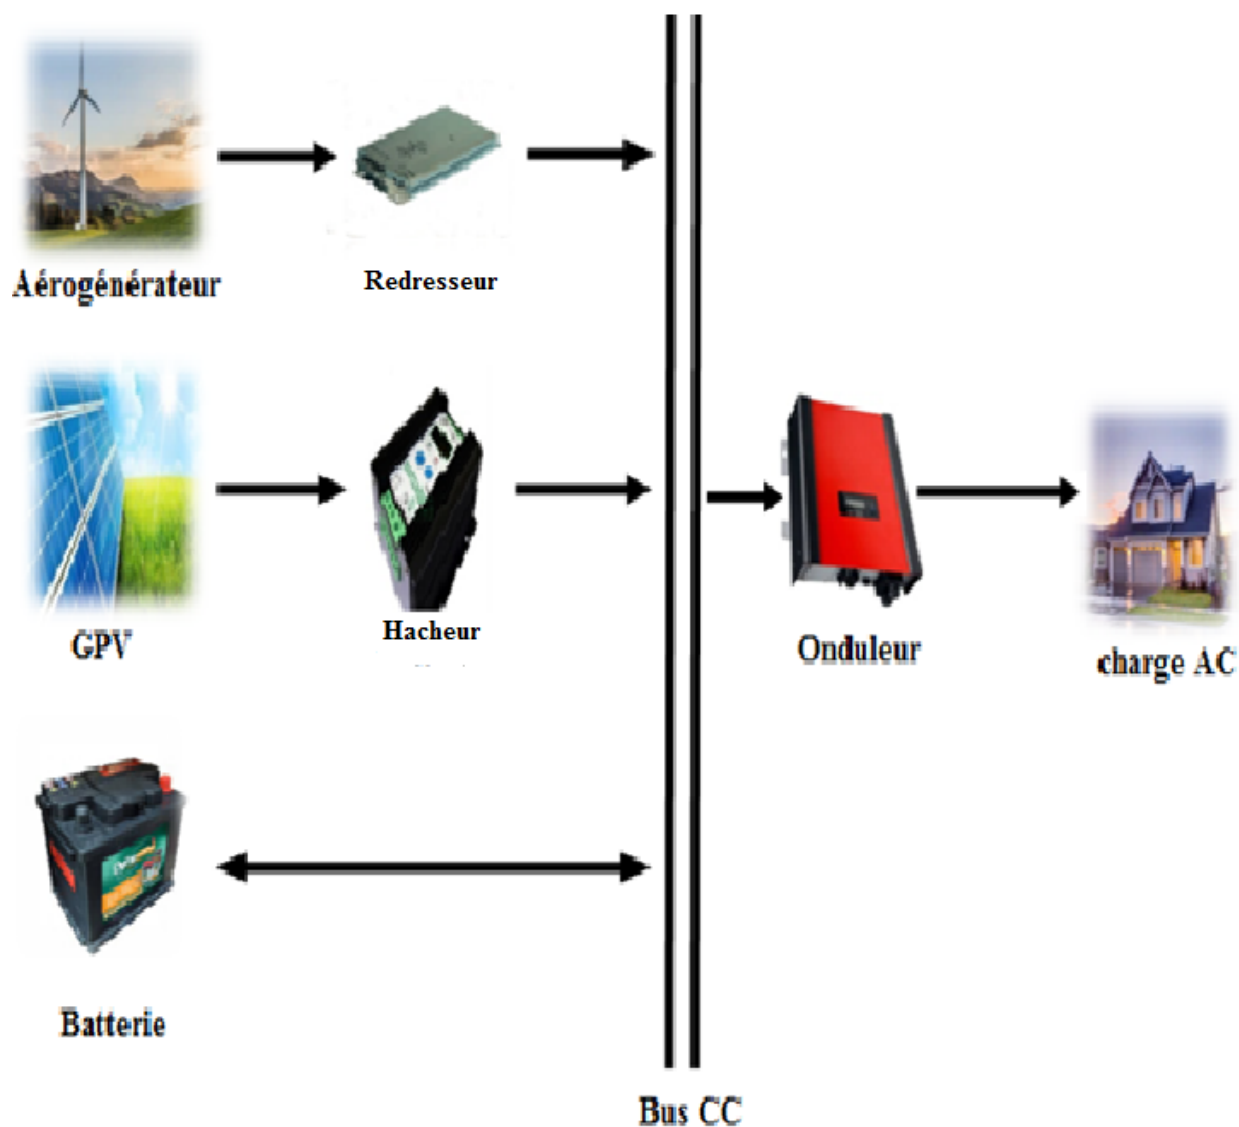 Aérogénérateur
Redresseur
GPV
Hacheur
Onduleur
charge AC
Batterie
Bus CC